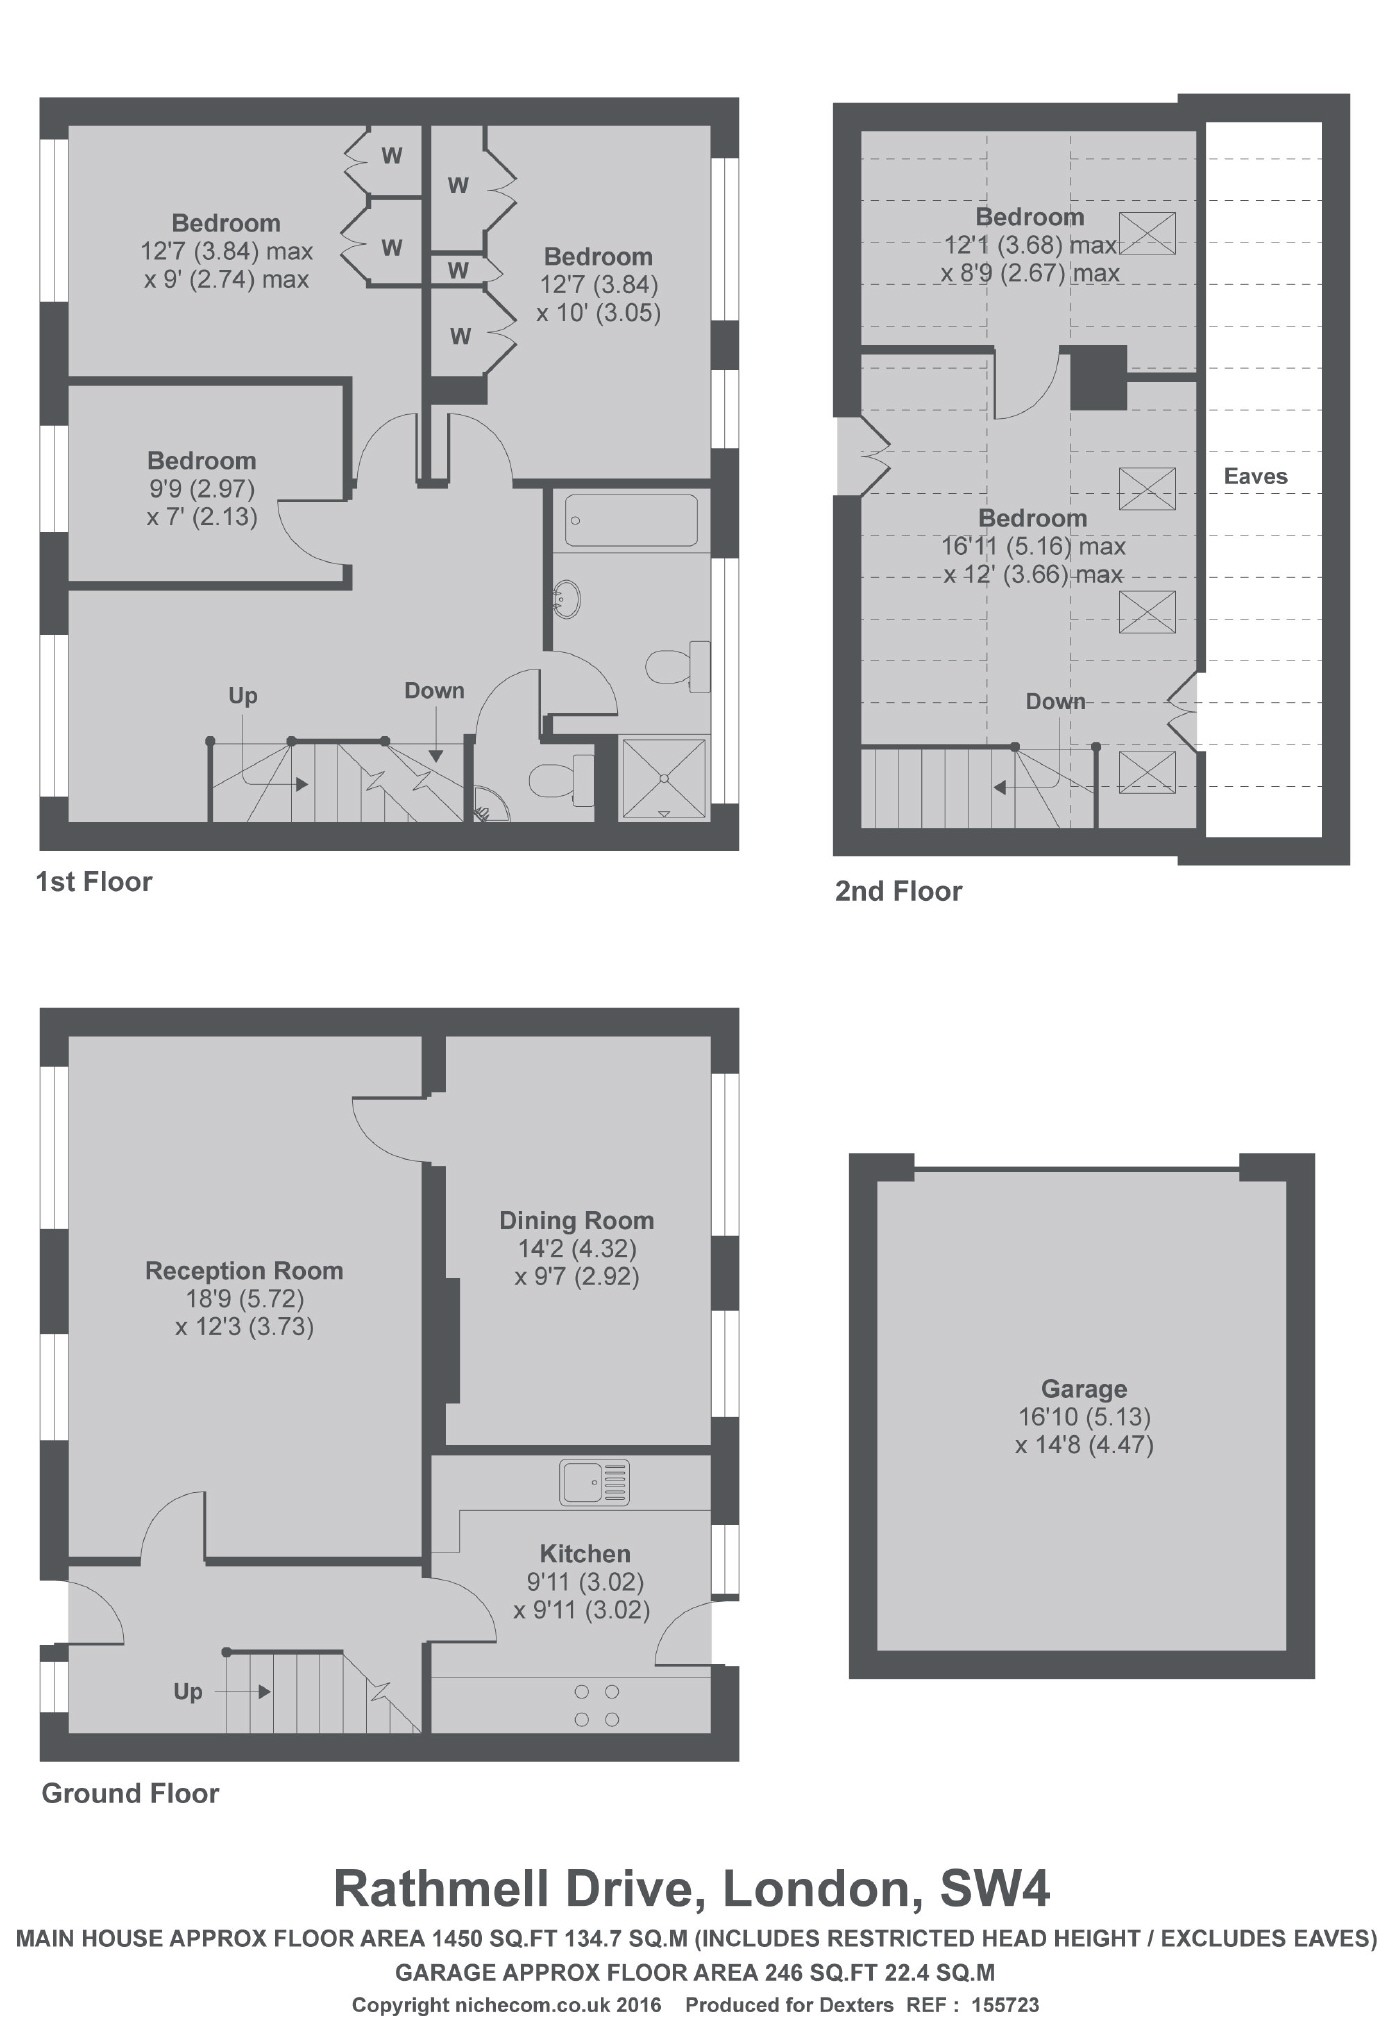 W
W
W
W
W
Bedroom
12'7 (3.84) max
x 9' (2.74) max
Bedroom
12'7 (3.84)
x 10' (3.05)
Bedroom
9'9 (2.97)
x 7' (2.13)
Up
Down
1st Floor
Bedroom
12'1 (3.68) max
x 8'9 (2.67) max
Eaves
Bedroom
16'11 (5.16) max
x 12' (3.66) max
Down
2nd Floor
Reception Room
18'9 (5.72)
x 12'3 (3.73)
Dining Room
14'2 (4.32)
x 9'7 (2.92)
Kitchen
9'11 (3.02)
x 9'11 (3.02)
Up
Ground Floor
Garage
16'10 (5.13)
x 14'8 (4.47)
Rathmell Drive, London, SW4
MAIN HOUSE APPROX FLOOR AREA 1450 SQ.FT 134.7 SQ.M (INCLUDES RESTRICTED HEAD HEIGHT / EXCLUDES EAVES)
GARAGE APPROX FLOOR AREA 246 SQ.FT 22.4 SQ.M
Copyright nichecom.co.uk 2016 Produced for Dexters REF : 155723